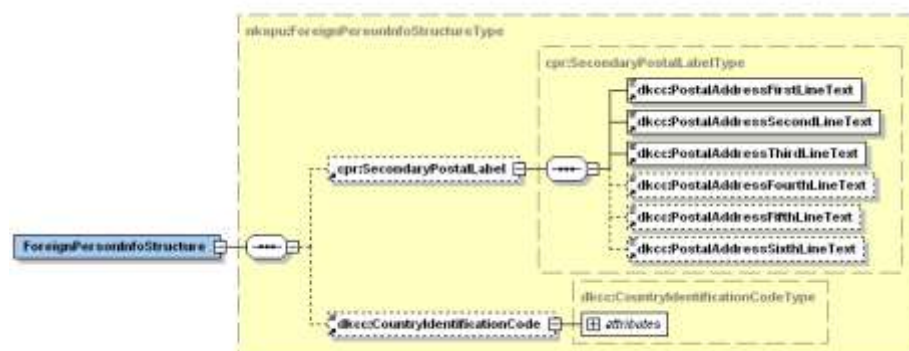 nkspu:ForeignPersonInfoStructureType
cpr:SecondaryPostalLabelType
dkcc:PostalAddressFirstLineText
dkcc:PostalAddressSecondLineText
dkcc:PostalAddressThirdLineText
cpr:SecondaryPostalLabel
dkcc:PostalAddressFourthLineText
dkcc:PostalAddressFifthLineText
dkcc:PostalAddressSixthLineText
ForeignPersonInfoStructure
dkcc:CountryIdentificationCodeType
dkcc:CountryIdentificationCode
attributes